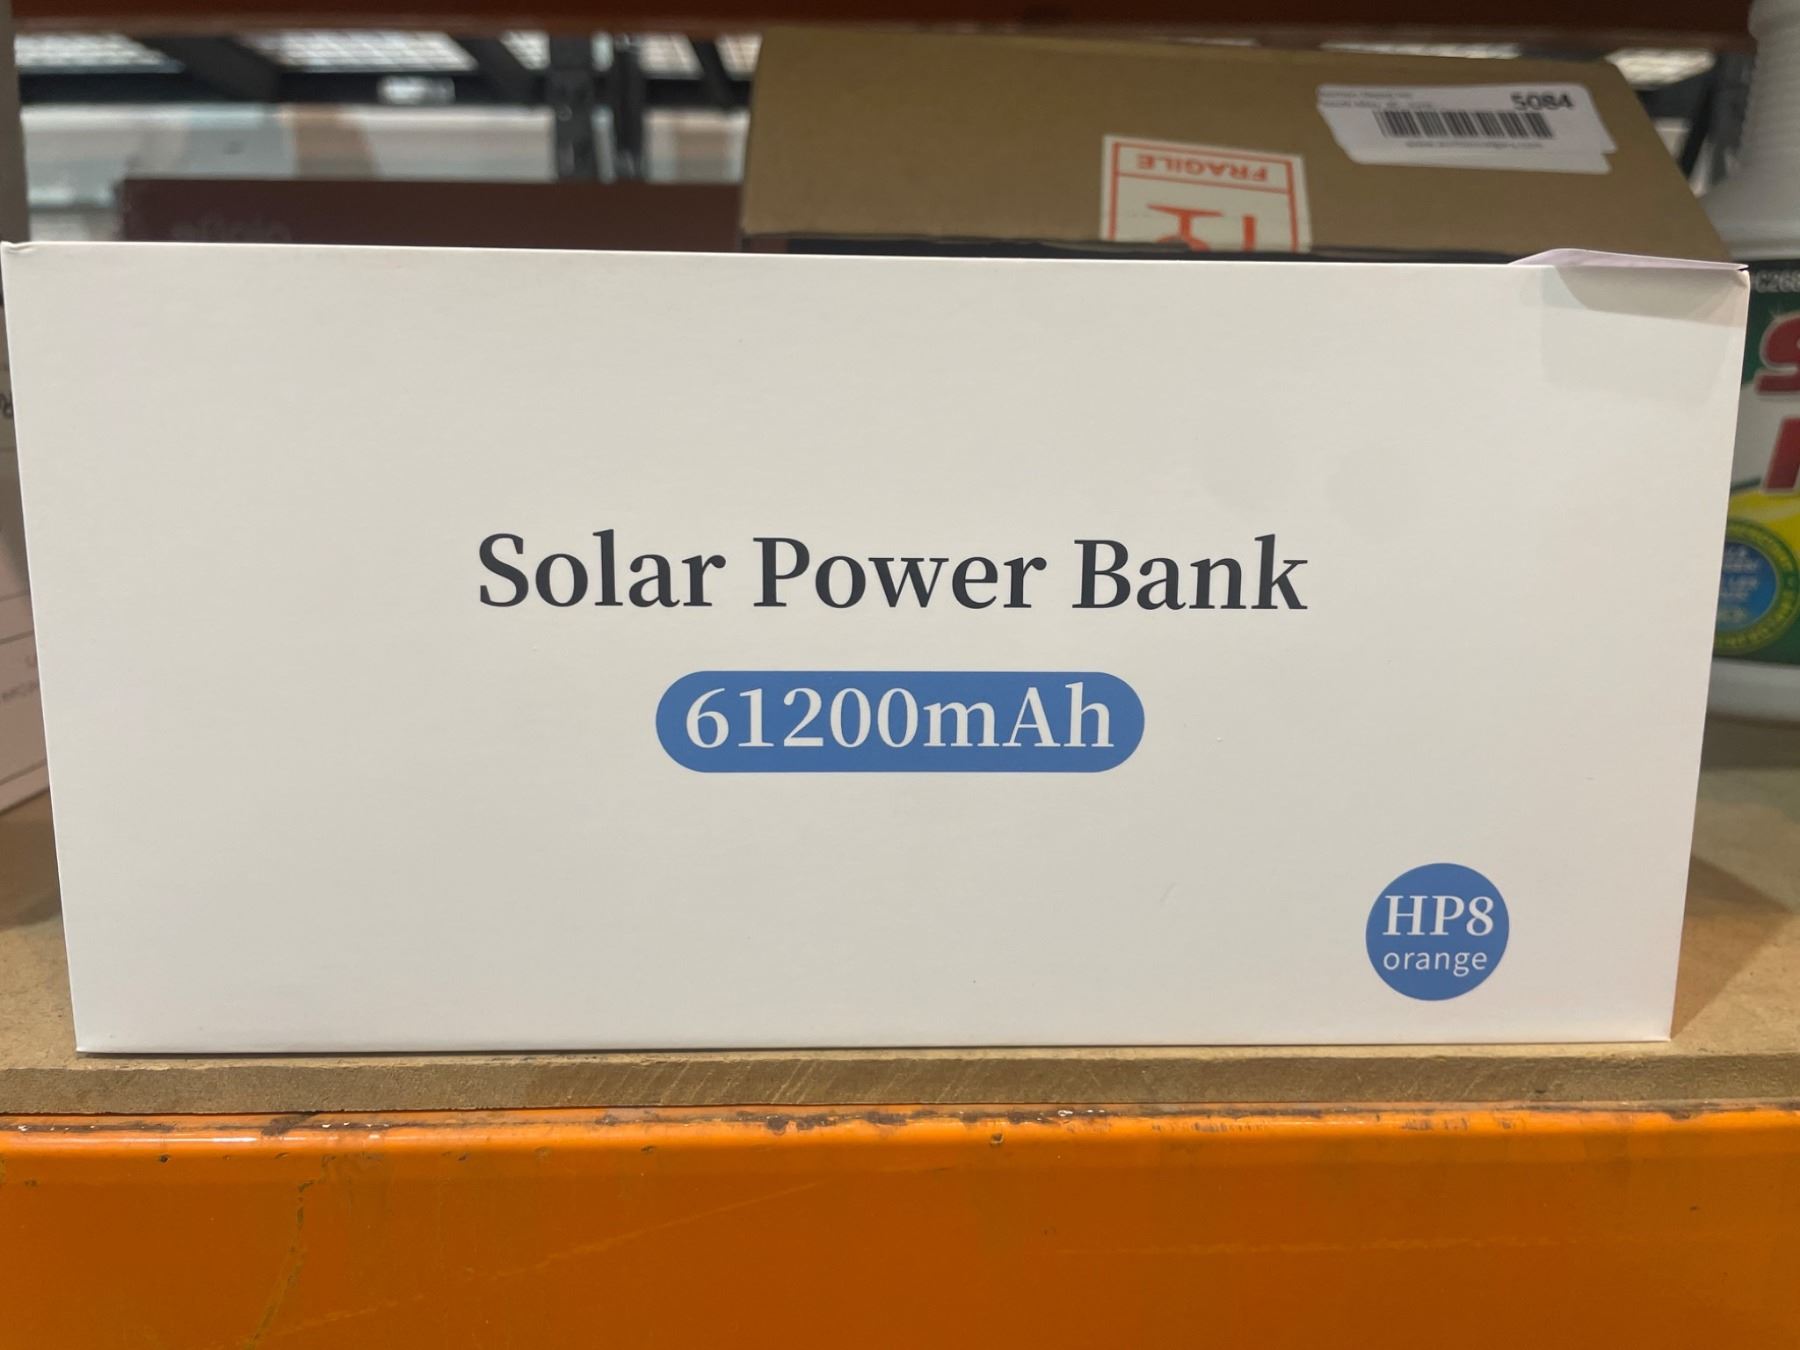 5084
FRAGILE
Solar Power Bank
61200mAh
HP8
orange